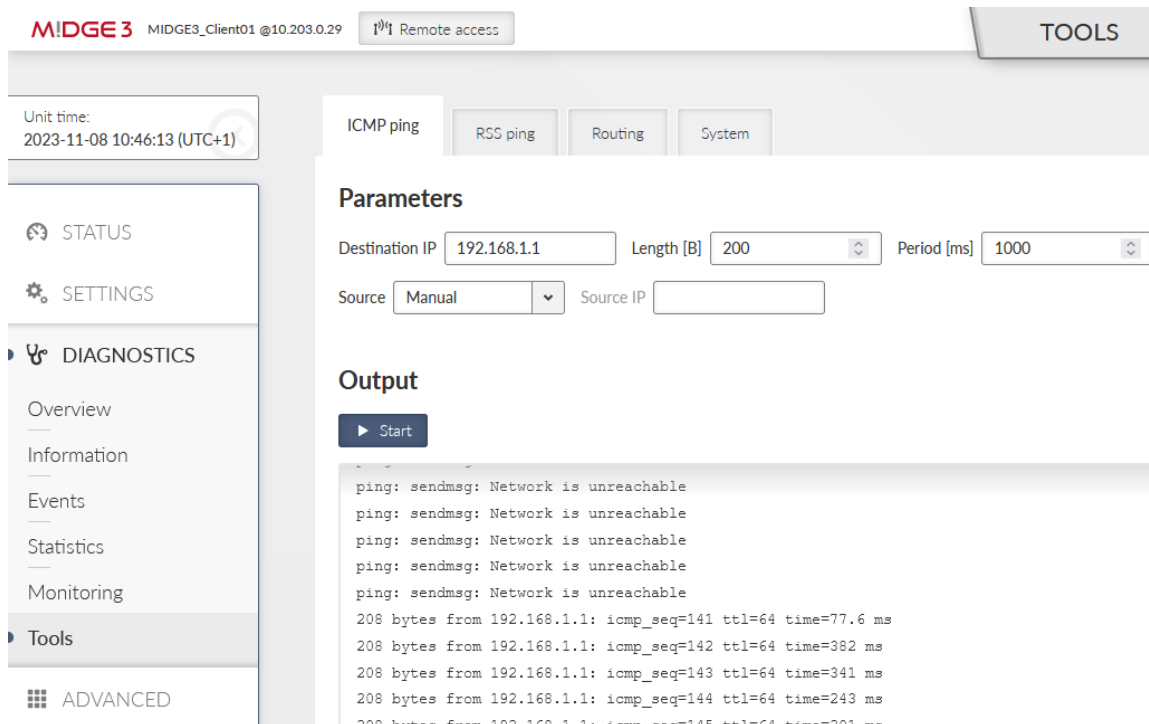 M!DGE 3 MIDGE3_Client01 @10.203.0.29 Remote access TOOLS
Unit time:
2023-11-08 10:46:13 (UTC+1)
STATUS
SETTINGS
DIAGNOSTICS
Overview
Information
Events
Statistics
Monitoring
Tools
ADVANCED
ICMP ping RSS ping Routing System
Parameters
Destination IP 192.168.1.1 Length [B] 200 Period [ms] 1000
Source Manual Source IP
Output
Start
ping: sendmsg: Network is unreachable
ping: sendmsg: Network is unreachable
ping: sendmsg: Network is unreachable
ping: sendmsg: Network is unreachable
ping: sendmsg: Network is unreachable
208 bytes from 192.168.1.1: icmp_seq=141 ttl=64 time=77.6 ms
208 bytes from 192.168.1.1: icmp_seq=142 ttl=64 time=382 ms
208 bytes from 192.168.1.1: icmp_seq=143 ttl=64 time=341 ms
208 bytes from 192.168.1.1: icmp_seq=144 ttl=64 time=243 ms